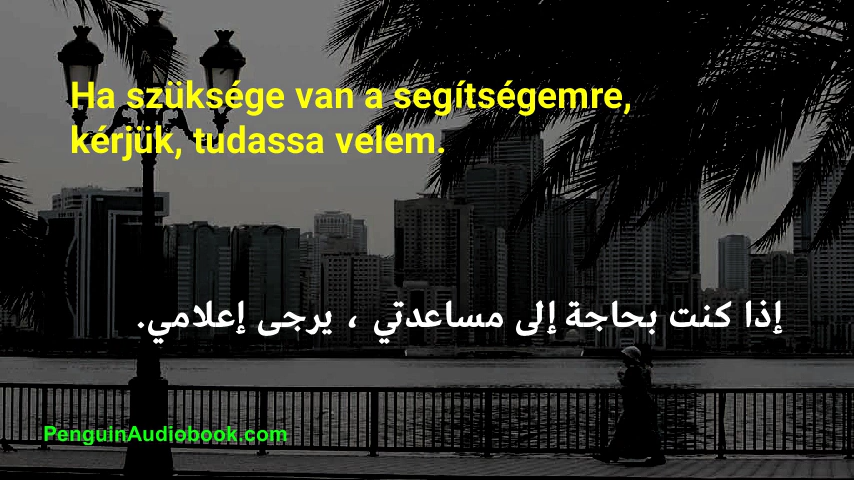 Ha szüksége van a segítségemre,
kérjük, tudassa velem.
إذا كنت بحاجة إلى مساعدتي ، يرجى إعلامي.
PenguinAudiobook.com